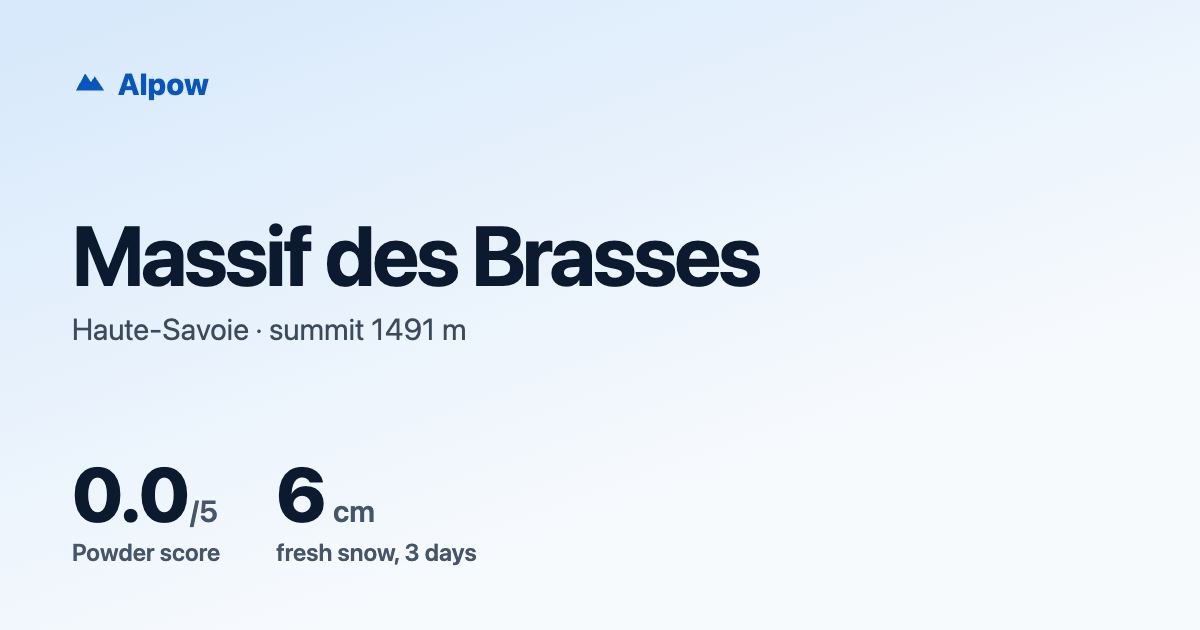 Alpow
Massif des Brasses
Haute-Savoie · summit 1491 m
0.0/5 6 cm
Powder score fresh snow, 3 days